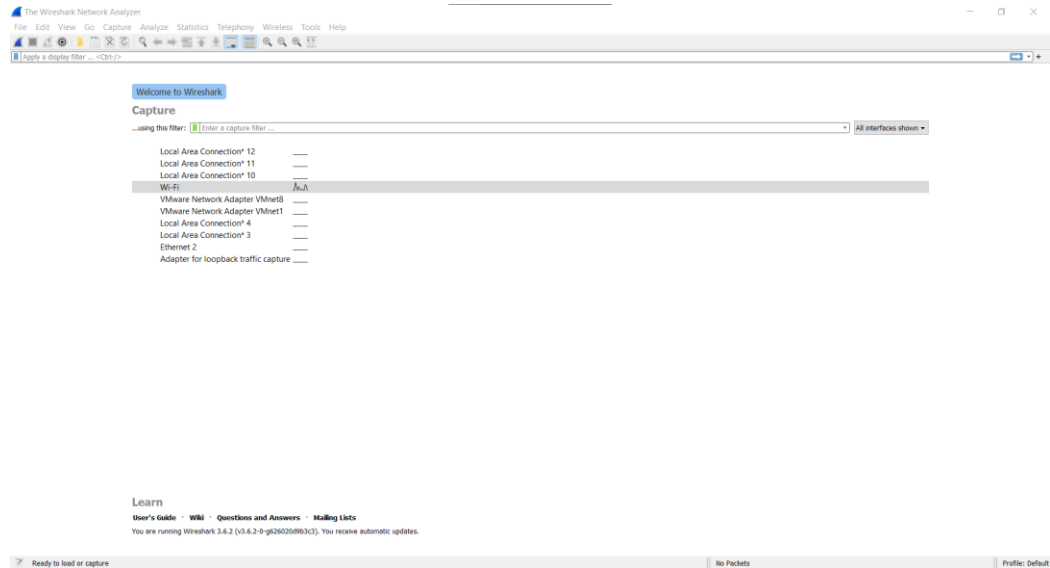 The Wireshark Network Analyzer
File Edit View Go Capture Analyze Statistics Telephony Wireless Tools Help
Apply a display filter ... <Ctrl-/>
+
Welcome to Wireshark
Capture
...using this filter: Enter a capture filter ... All interfaces shown
Local Area Connection* 12
Local Area Connection* 11
Local Area Connection* 10
Wi-Fi
VMware Network Adapter VMnet8
VMware Network Adapter VMnet1
Local Area Connection* 4
Local Area Connection* 3
Ethernet 2
Adapter for loopback traffic capture
Learn
User's Guide · Wiki · Questions and Answers · Mailing Lists
You are running Wireshark 3.6.2 (v3.6.2-0-g626020d9b3c3). You receive automatic updates.
Ready to load or capture No Packets Profile: Default